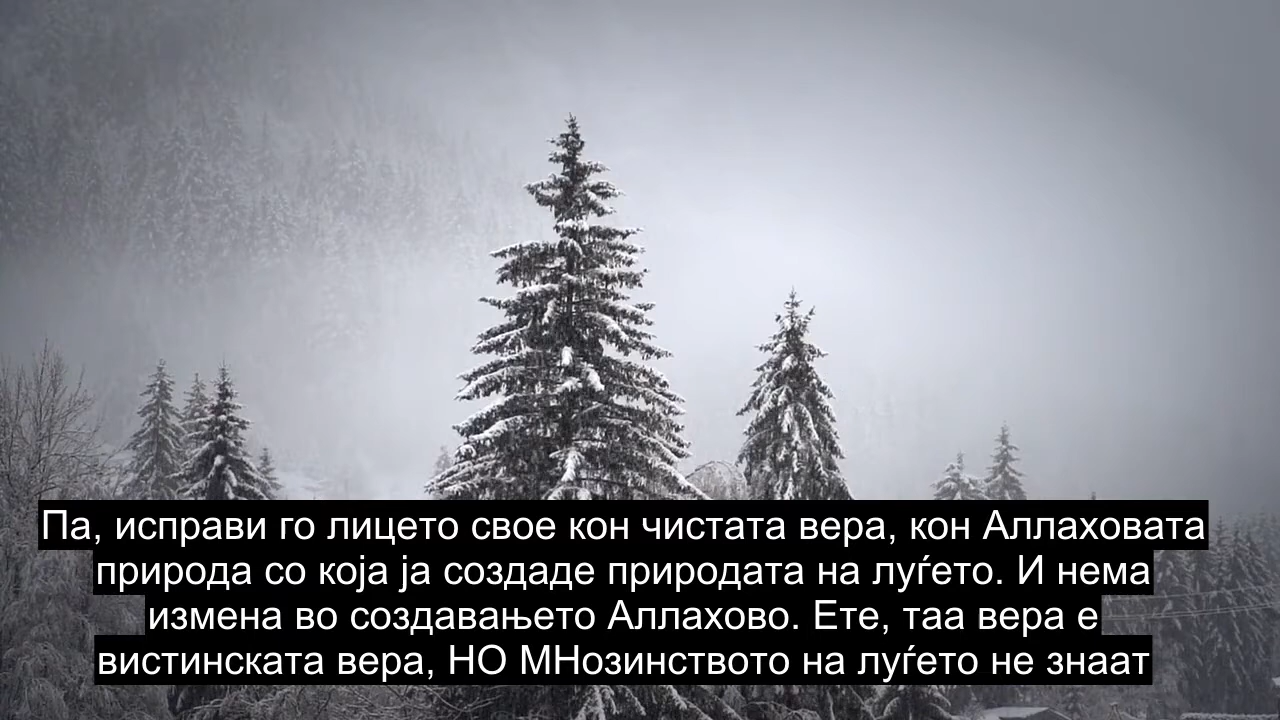 Па, исправи го лицето свое кон чистата вера, кон Аллаховата
природа со која ја создаде природата на луѓето. И нема
измена во создавањето Аллахово. Ете, таа вера е
вистинската вера, НО МНозинството на луѓето не знаат